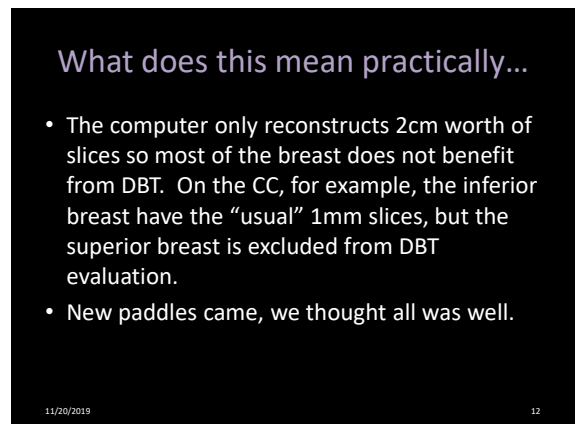 What does this mean practically…
• The computer only reconstructs 2cm worth of
slices so most of the breast does not benefit
from DBT.  On the CC, for example, the inferior
breast have the “usual” 1mm slices, but the
superior breast is excluded from DBT
evaluation.
• New paddles came, we thought all was well.
11/20/2019
12